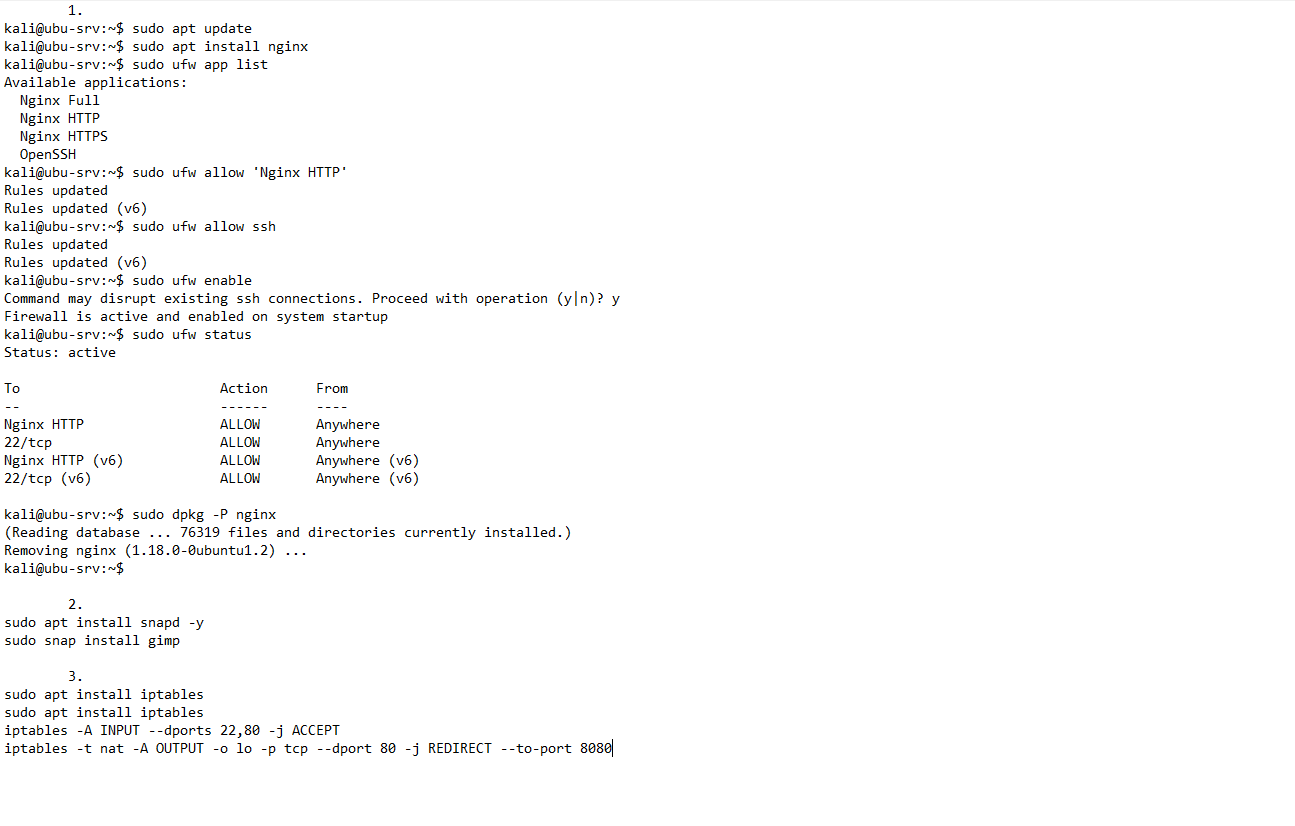 1.
kali@ubu-srv:~$ sudo apt update
kali@ubu-srv:~$ sudo apt install nginx
kali@ubu-srv:~$ sudo ufw app list
Available applications:
  Nginx Full
  Nginx HTTP
  Nginx HTTPS
  OpenSSH
kali@ubu-srv:~$ sudo ufw allow 'Nginx HTTP'
Rules updated
Rules updated (v6)
kali@ubu-srv:~$ sudo ufw allow ssh
Rules updated
Rules updated (v6)
kali@ubu-srv:~$ sudo ufw enable
Command may disrupt existing ssh connections. Proceed with operation (y|n)? y
Firewall is active and enabled on system startup
kali@ubu-srv:~$ sudo ufw status
Status: active
To                         Action      From
--                         ------      ----
Nginx HTTP                 ALLOW       Anywhere
22/tcp                     ALLOW       Anywhere
Nginx HTTP (v6)            ALLOW       Anywhere (v6)
22/tcp (v6)                ALLOW       Anywhere (v6)
kali@ubu-srv:~$ sudo dpkg -P nginx
(Reading database ... 76319 files and directories currently installed.)
Removing nginx (1.18.0-0ubuntu1.2) ...
kali@ubu-srv:~$
2.
sudo apt install snapd -y
sudo snap install gimp
3.
sudo apt install iptables
sudo apt install iptables
iptables -A INPUT --dports 22,80 -j ACCEPT
iptables -t nat -A OUTPUT -o lo -p tcp --dport 80 -j REDIRECT --to-port 8080